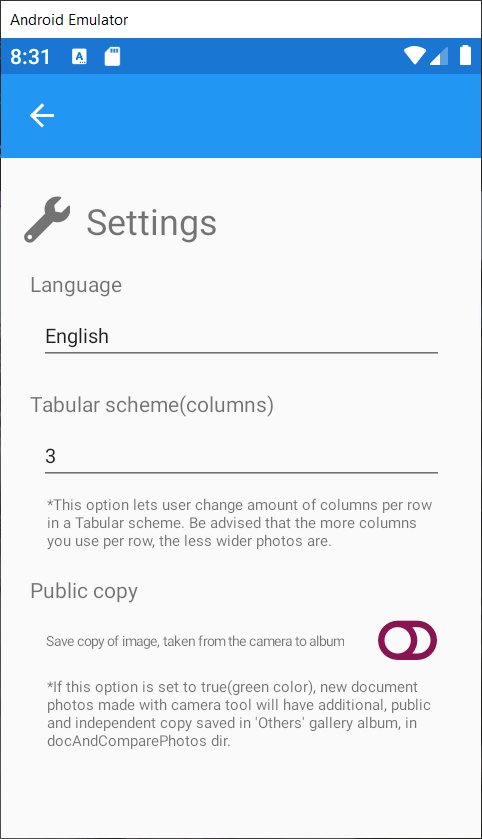 Android Emulator
8:31
A
Settings
Language
English
Tabular scheme(columns)
3
*This option lets user change amount of columns per row
in a Tabular scheme. Be advised that the more columns
you use per row, the less wider photos are.
Public copy
Save copy of image, taken from the camera to album
*If this option is set to true(green color), new document
photos made with camera tool will have additional, public
and independent copy saved in 'Others' gallery album, in
docAndComparePhotos dir.